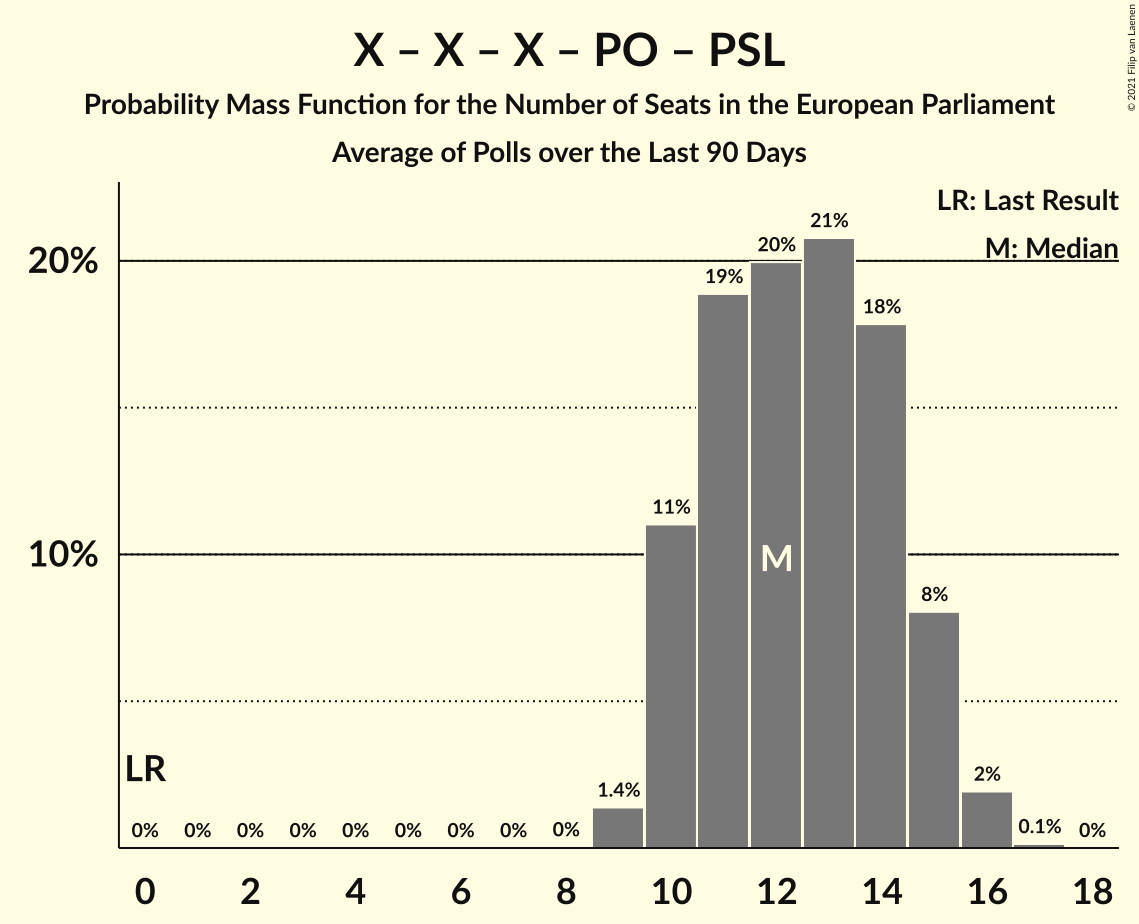 X – X – X – PO – PSL
Probability Mass Function for the Number of Seats in the European Parliament
Average of Polls over the Last 90 Days
© 2021 Filip van Laenen
LR: Last Result
M: Median
20%
10%
LR
M
0% 0% 0% 0% 0% 0% 0% 0% 0% 1.4% 11% 19% 20% 21% 18% 8% 2% 0.1% 0%
0 2 4 6 8 10 12 14 16 18